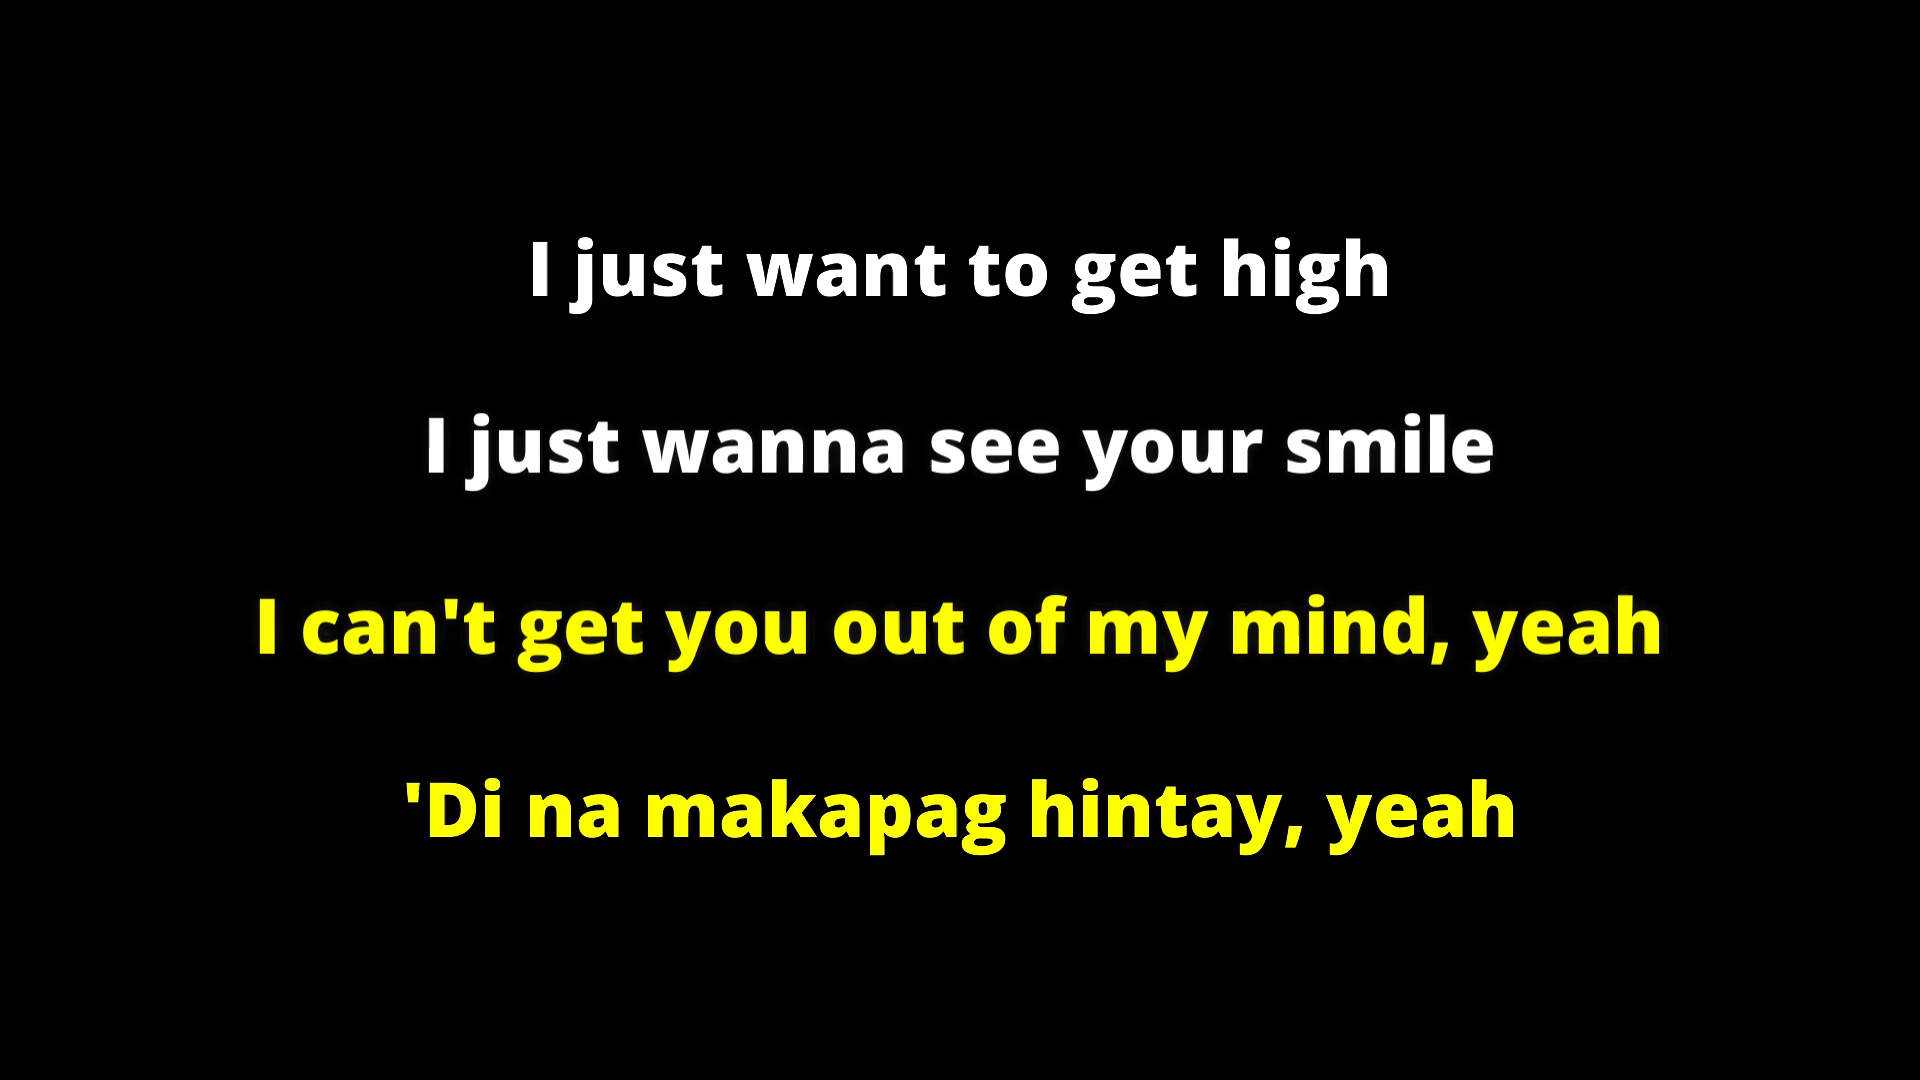 I just want to get high
I just wanna see your smile
I can't get you out of my mind, yeah
'Di na makapag hintay, yeah